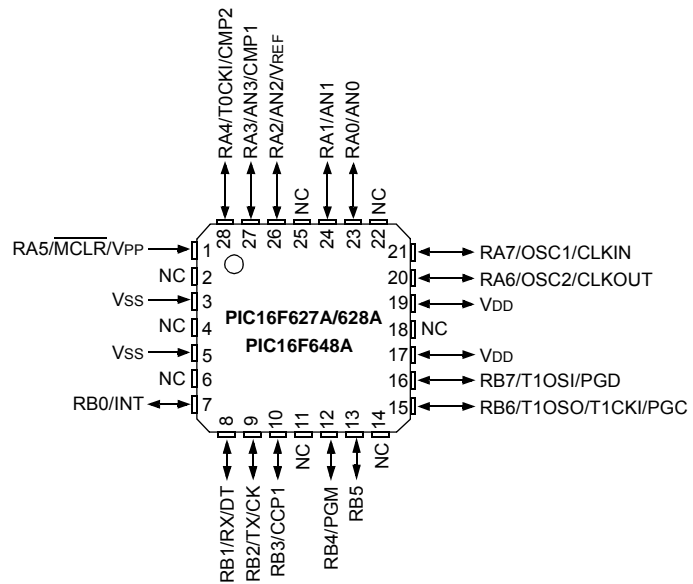 RA4/T0CKI/CMP2
RA3/AN3/CMP1
RA2/AN2/VREF
NC
RA1/AN1
RA0/AN0
NC
28
27
26
25
24
23
22
RA5/MCLR/VPP
1
NC
2
VSS
3
NC
4
VSS
5
NC
6
RB0/INT
7
PIC16F627A/628A
PIC16F648A
21
RA7/OSC1/CLKIN
20
RA6/OSC2/CLKOUT
19
VDD
18
NC
17
VDD
16
RB7/T1OSI/PGD
15
RB6/T1OSO/T1CKI/PGC
8
9
10
11
12
13
14
RB1/RX/DT
RB2/TX/CK
RB3/CCP1
NC
RB4/PGM
RB5
NC